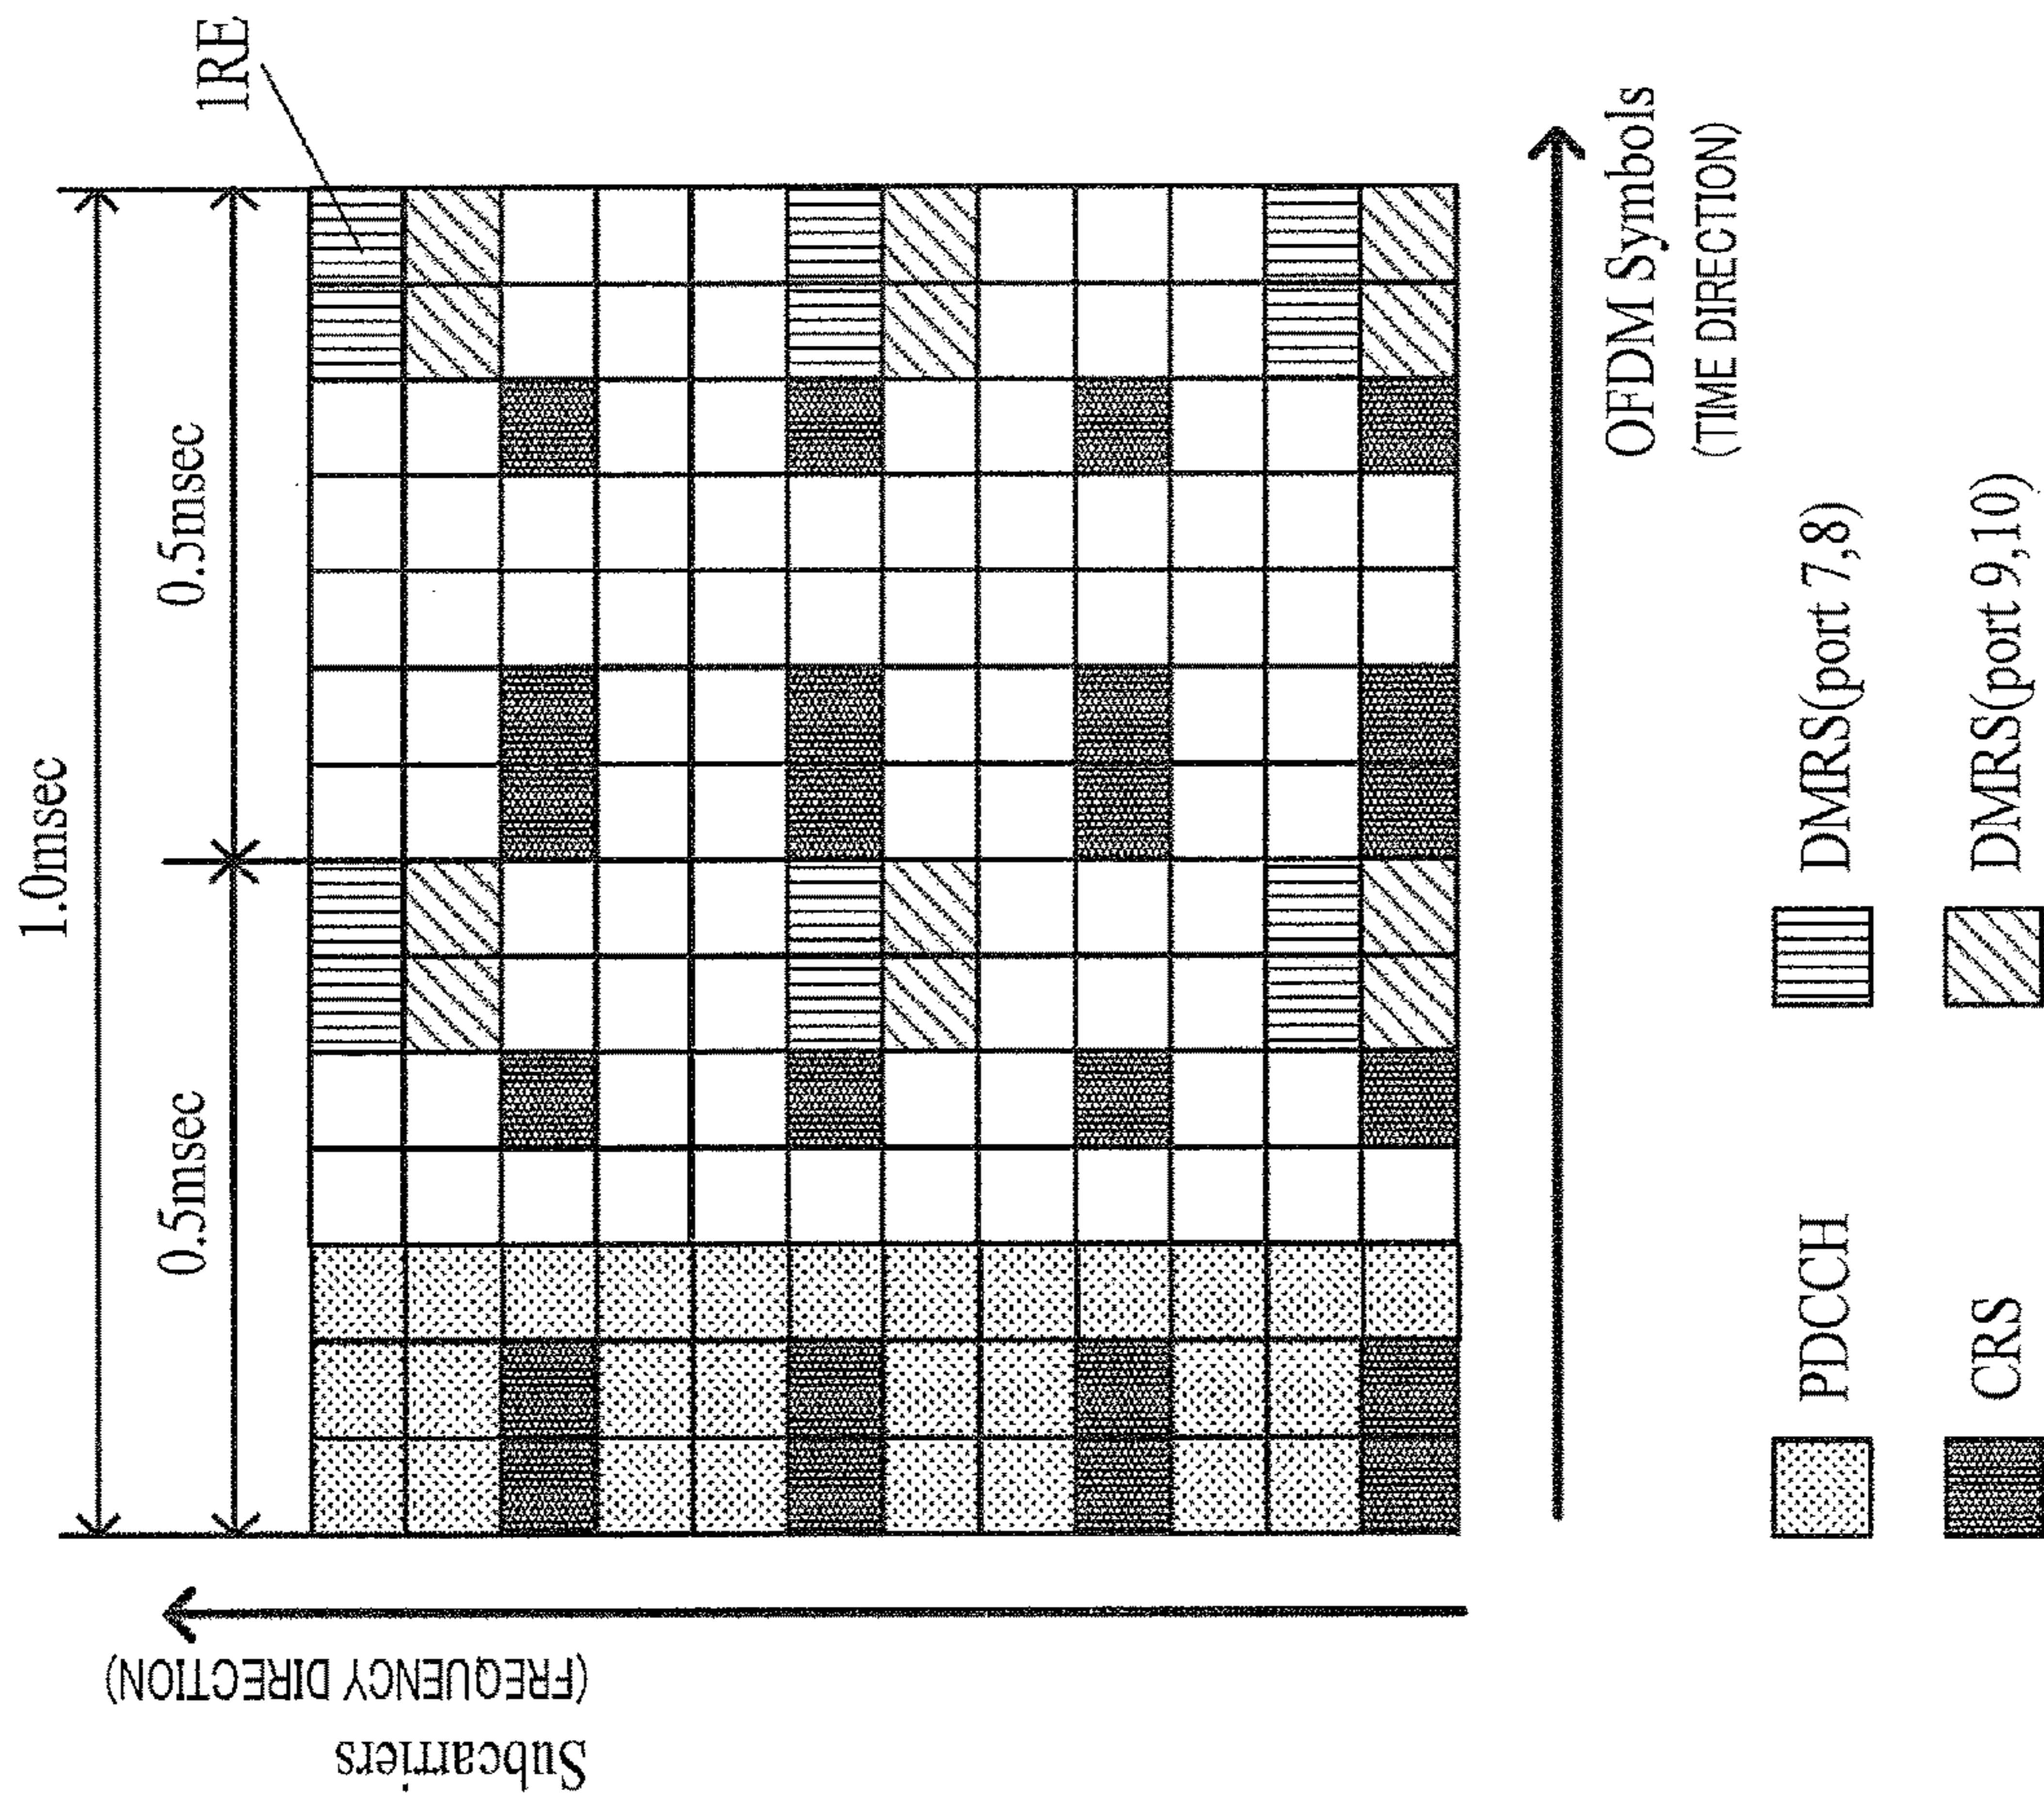 1.0msec
0.5msec
0.5msec
1RE
Subcarriers
(FREQUENCY DIRECTION)
OFDM Symbols
(TIME DIRECTION)
PDCCH
DMRS(port 7,8)
CRS
DMRS(port 9,10)